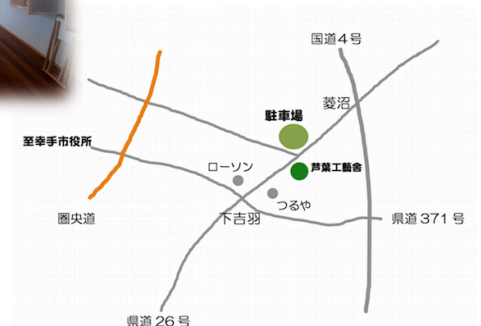 国道4号
菱沼
駐車場
至幸手市役所
芦葉工藝舎
ローソン
つるや
圏央道
下吉羽
県道371号
県道26号